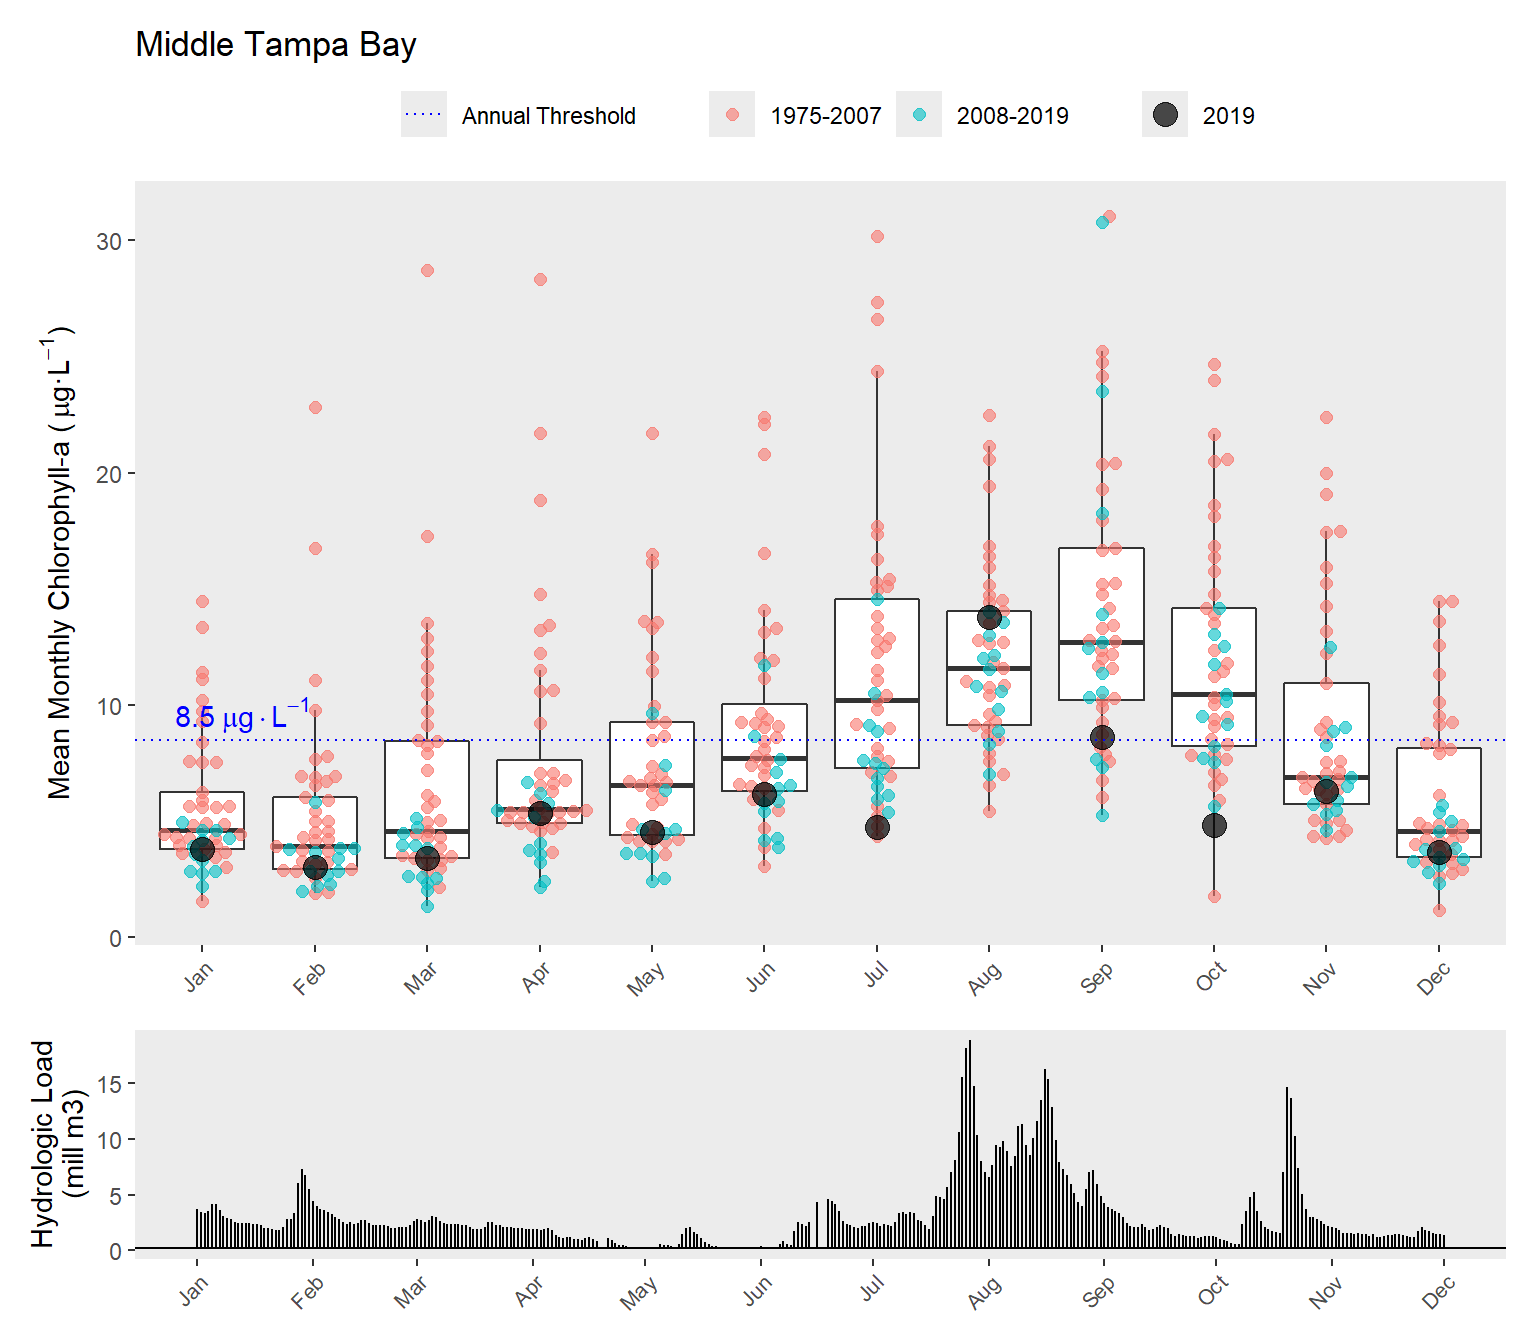 Middle Tampa Bay
Annual Threshold 1975-2007 2008-2019 2019
Mean Monthly Chlorophyll-a ( μg·L⁻¹)
30
20
10
0
8.5 μg · L⁻¹
Jan Feb Mar Apr May Jun Jul Aug Sep Oct Nov Dec
Hydrologic Load
(mill m3)
15
10
5
0
Jan Feb Mar Apr May Jun Jul Aug Sep Oct Nov Dec